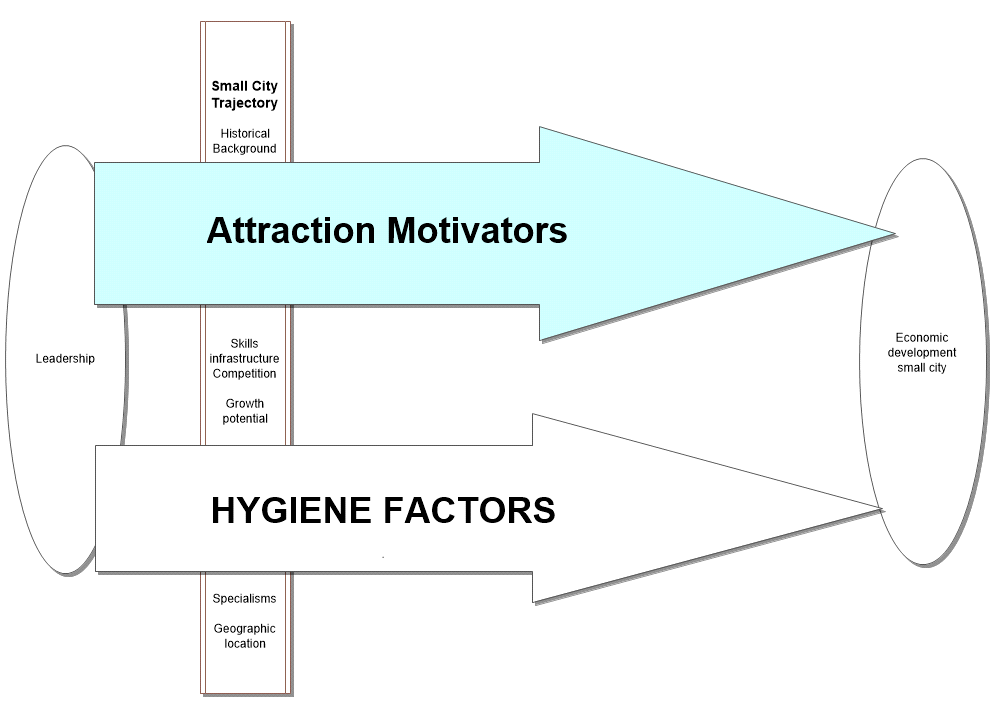 Small City
Trajectory
Historical
Background
Attraction Motivators
Leadership
Skills
infrastructure
Competition
Growth
potential
Economic
development
small city
HYGIENE FACTORS
Specialisms
Geographic
location